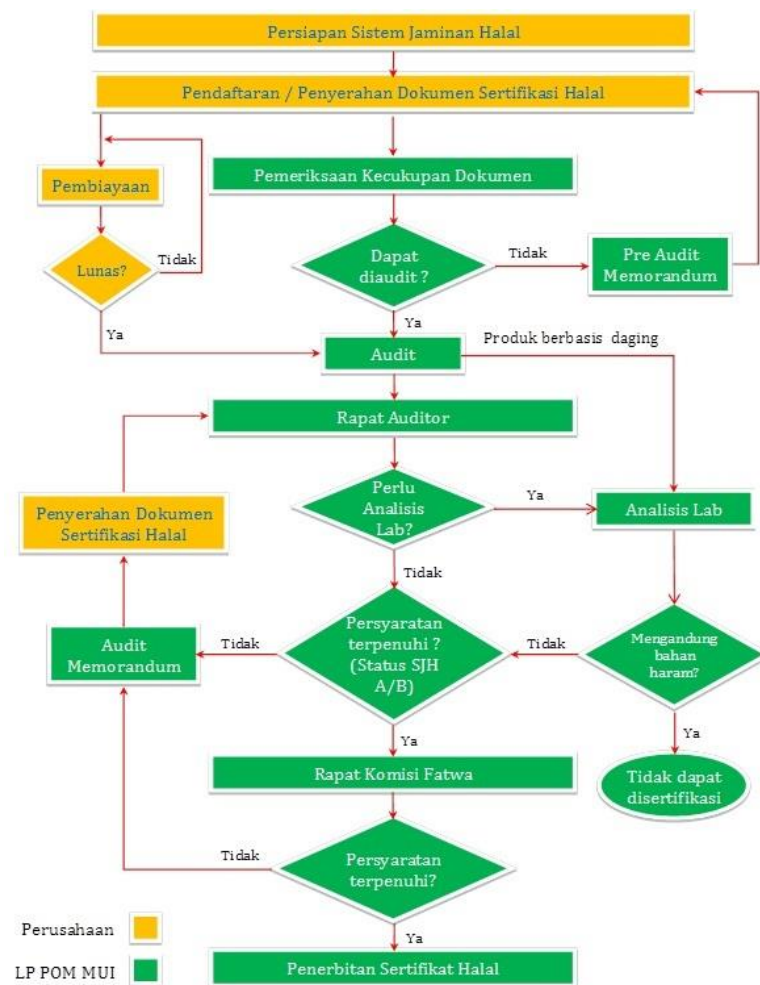 Persiapan Sistem Jaminan Halal
Pendaftaran / Penyerahan Dokumen Sertifikasi Halal
Pembiayaan
Pemeriksaan Kecukupan Dokumen
Lunas?
Tidak
Dapat
diaudit ?
Tidak
Pre Audit
Memorandum
Ya
Ya
Audit
Produk berbasis daging
Rapat Auditor
Perlu
Analisis
Lab?
Ya
Analisis Lab
Penyerahan Dokumen
Sertifikasi Halal
Tidak
Audit
Memorandum
Tidak
Persyaratan
terpenuhi ?
(Status SJH
A/B)
Tidak
Mengandung
bahan
haram?
Ya
Ya
Rapat Komisi Fatwa
Tidak dapat
disertifikasi
Tidak
Persyaratan
terpenuhi?
Ya
Perusahaan
LP POM MUI
Penerbitan Sertifikat Halal